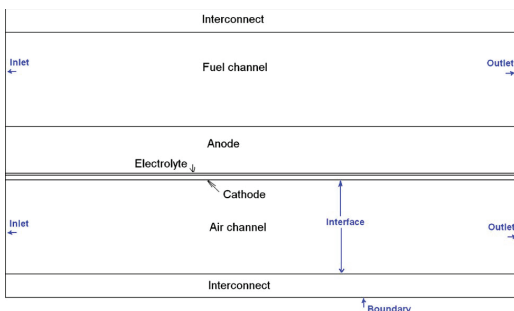 Interconnect
Inlet
Fuel channel
Outlet
Anode
Electrolyte
Cathode
Inlet
Air channel
Interface
Outlet
Interconnect
Boundary